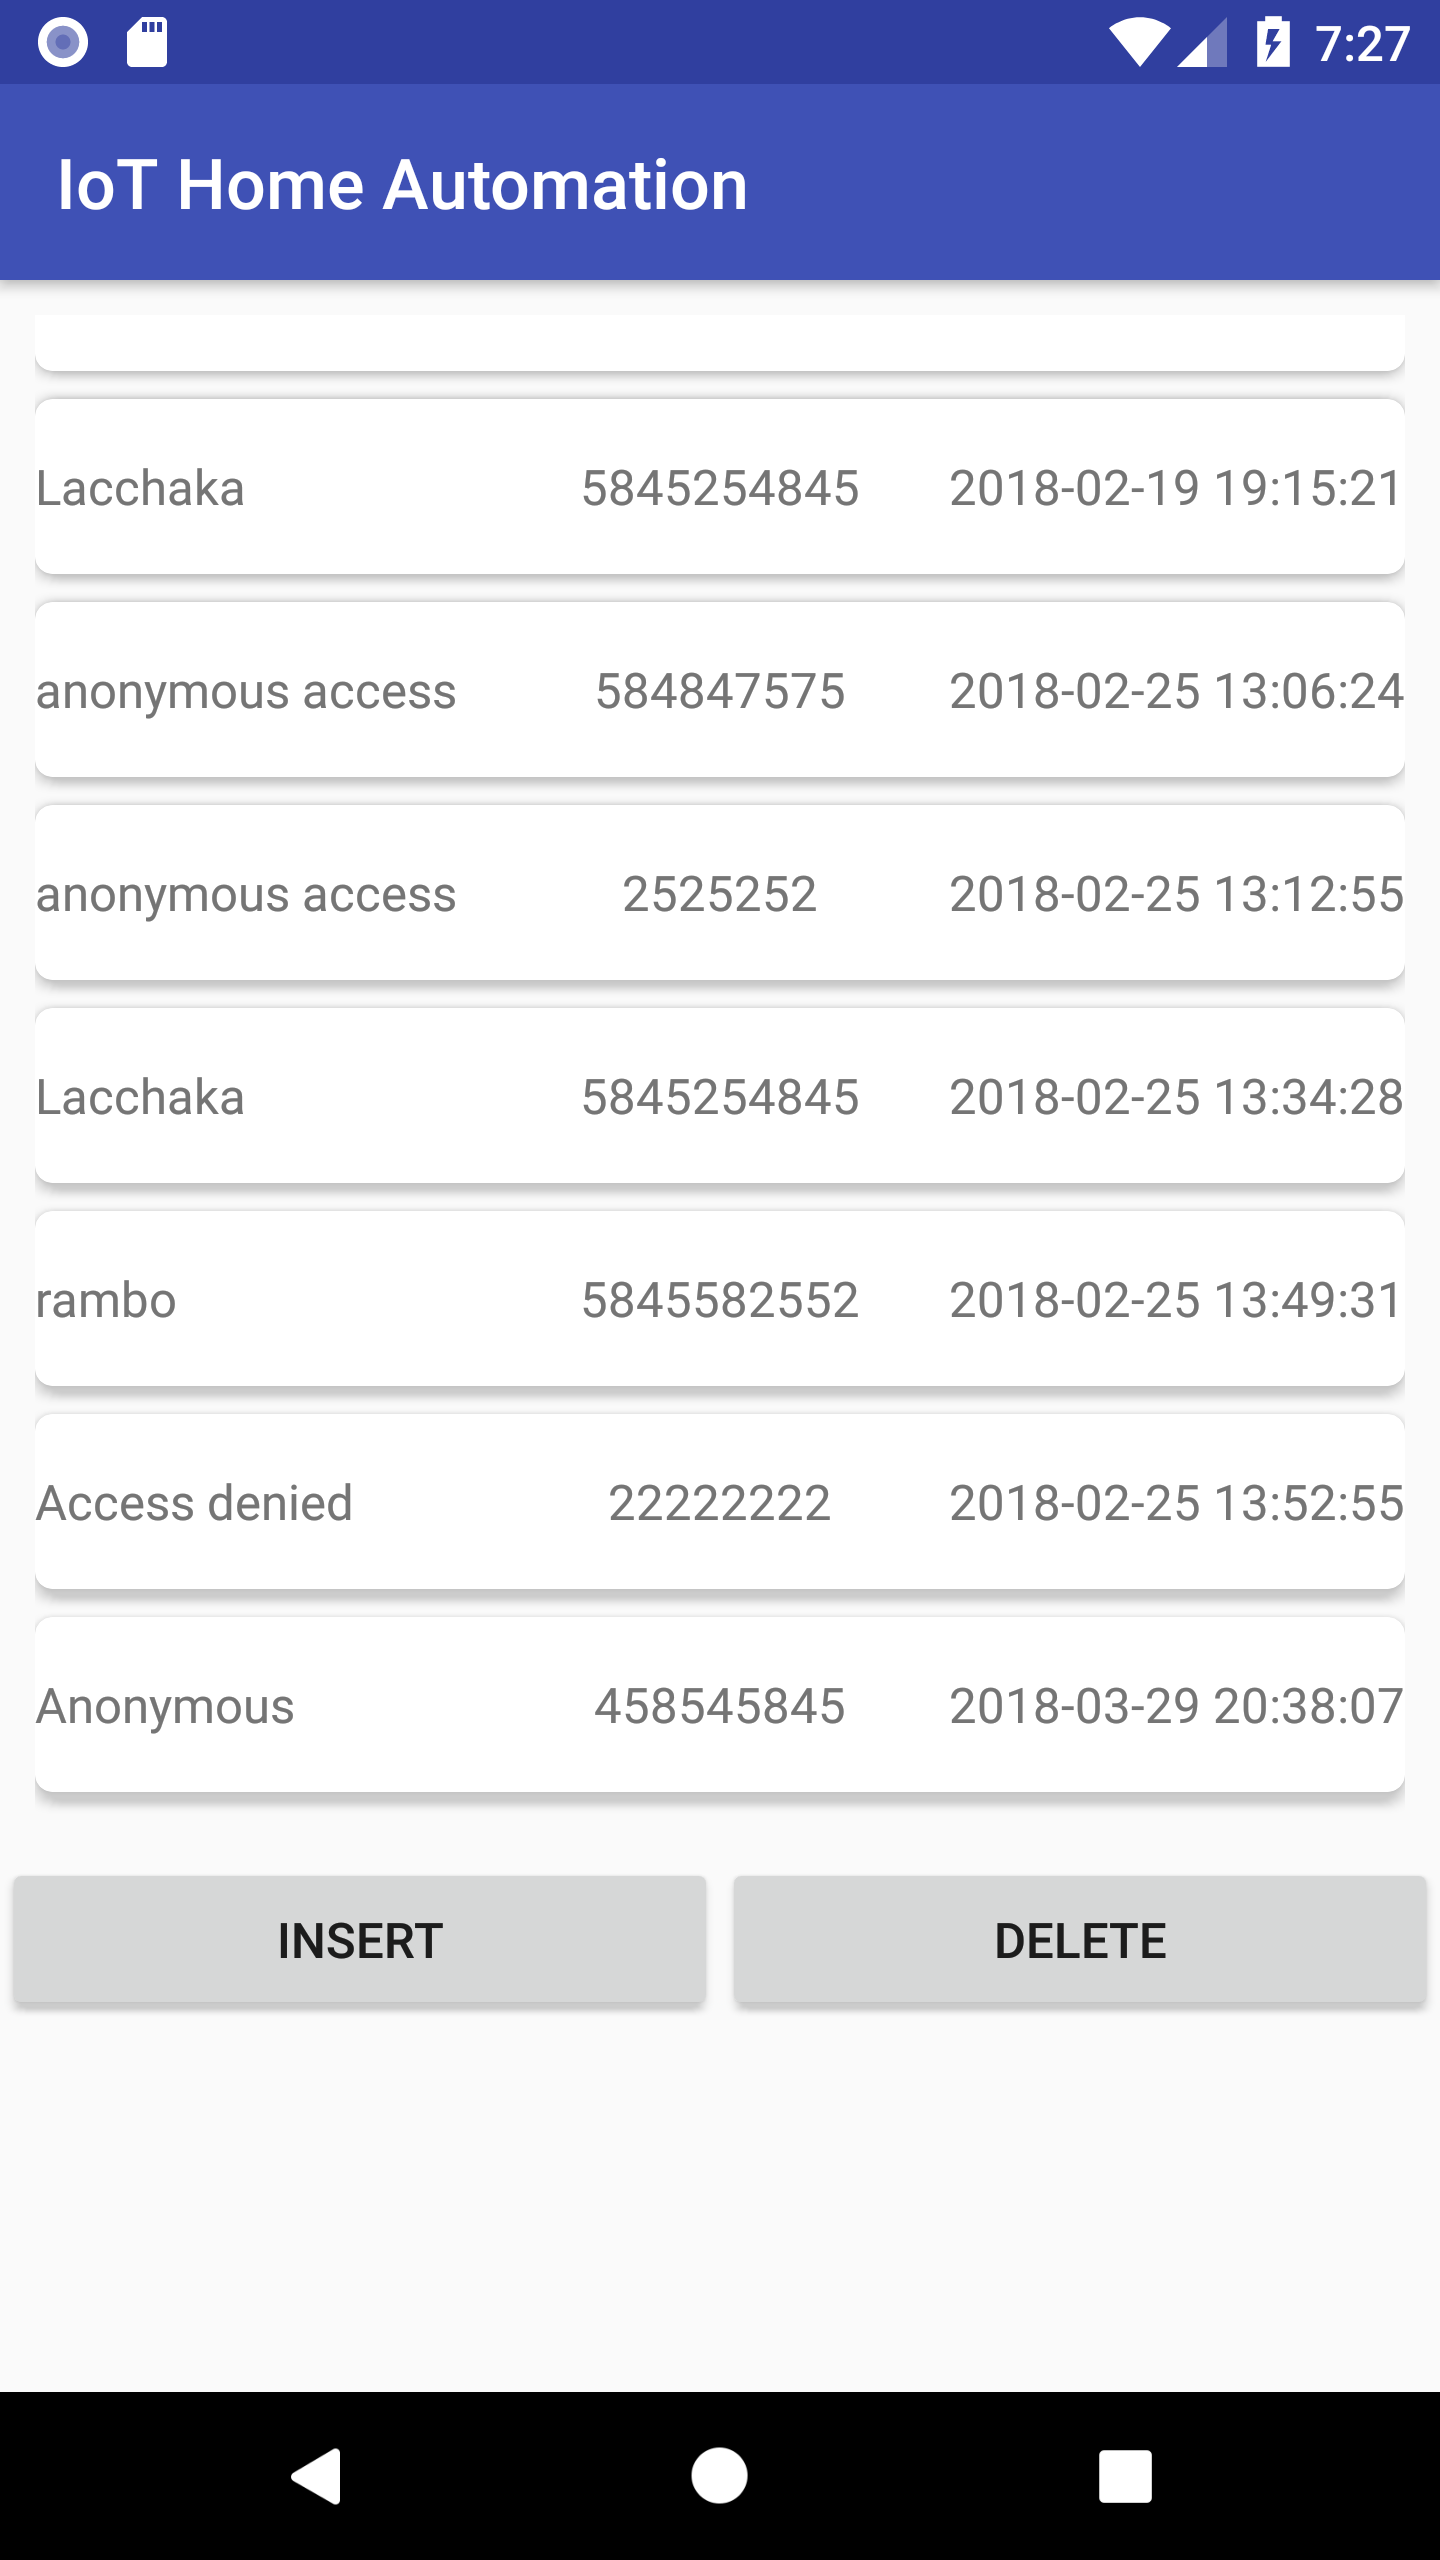 7:27
IoT Home Automation
Lacchaka 5845254845 2018-02-19 19:15:21
anonymous access 584847575 2018-02-25 13:06:24
anonymous access 2525252 2018-02-25 13:12:55
Lacchaka 5845254845 2018-02-25 13:34:28
rambo 5845582552 2018-02-25 13:49:31
Access denied 22222222 2018-02-25 13:52:55
Anonymous 458545845 2018-03-29 20:38:07
INSERT DELETE